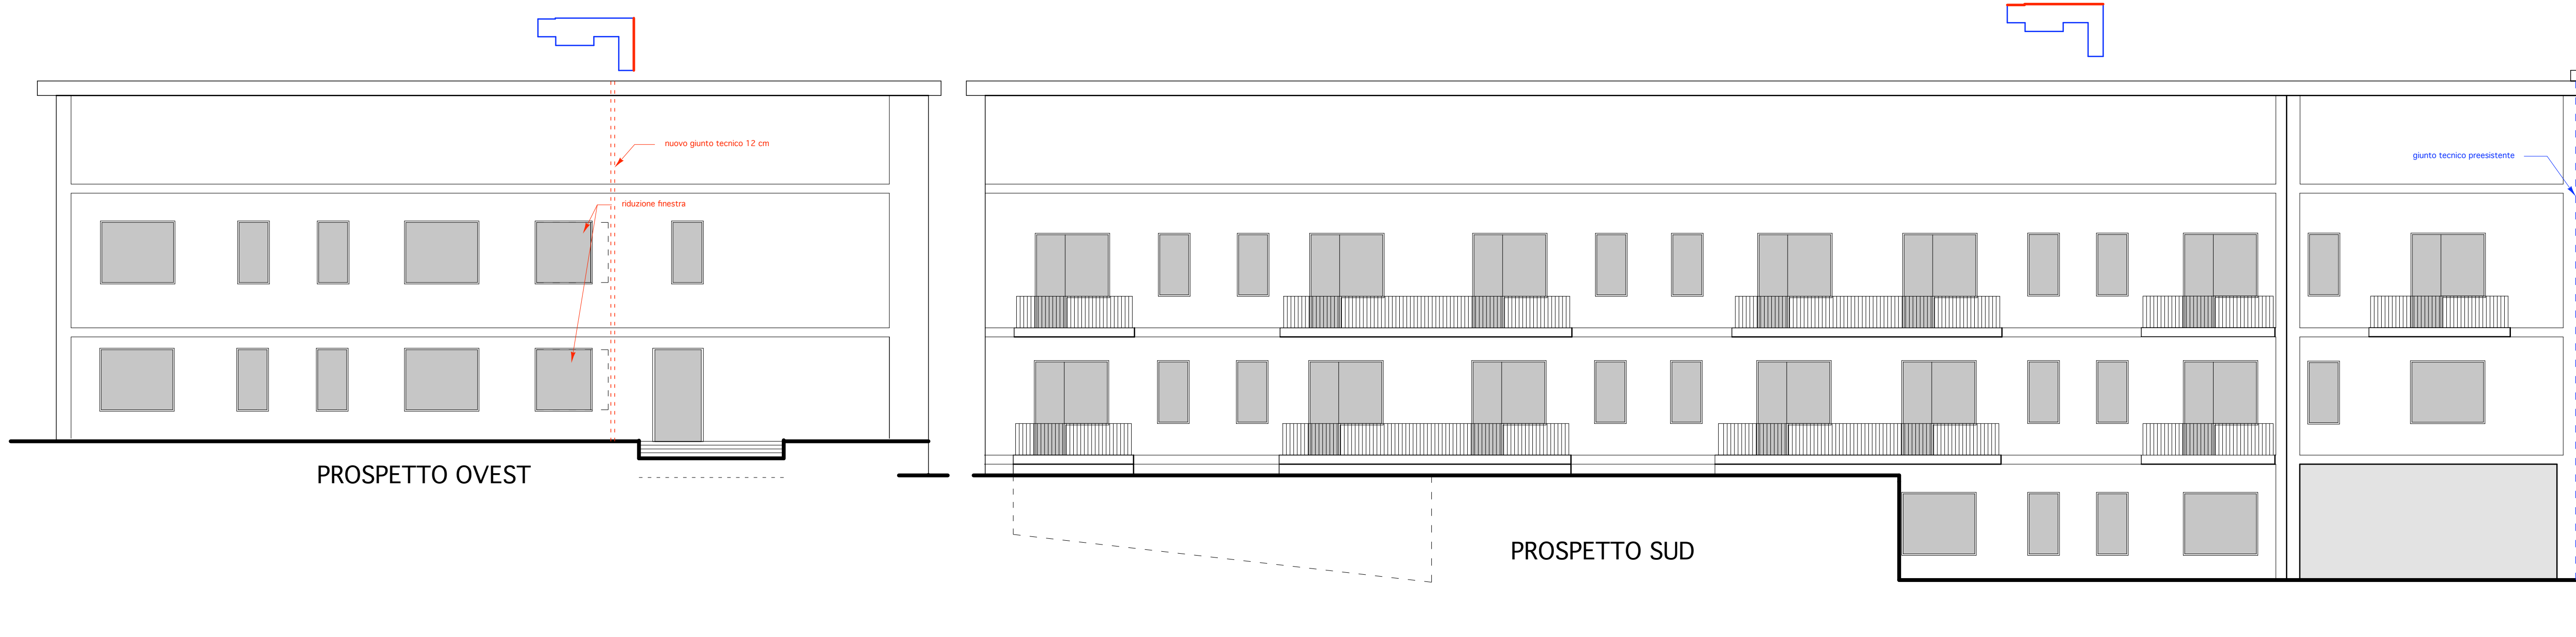 nuovo giunto tecnico 12 cm
giunto tecnico preesistente
riduzione finestra
PROSPETTO OVEST
PROSPETTO SUD